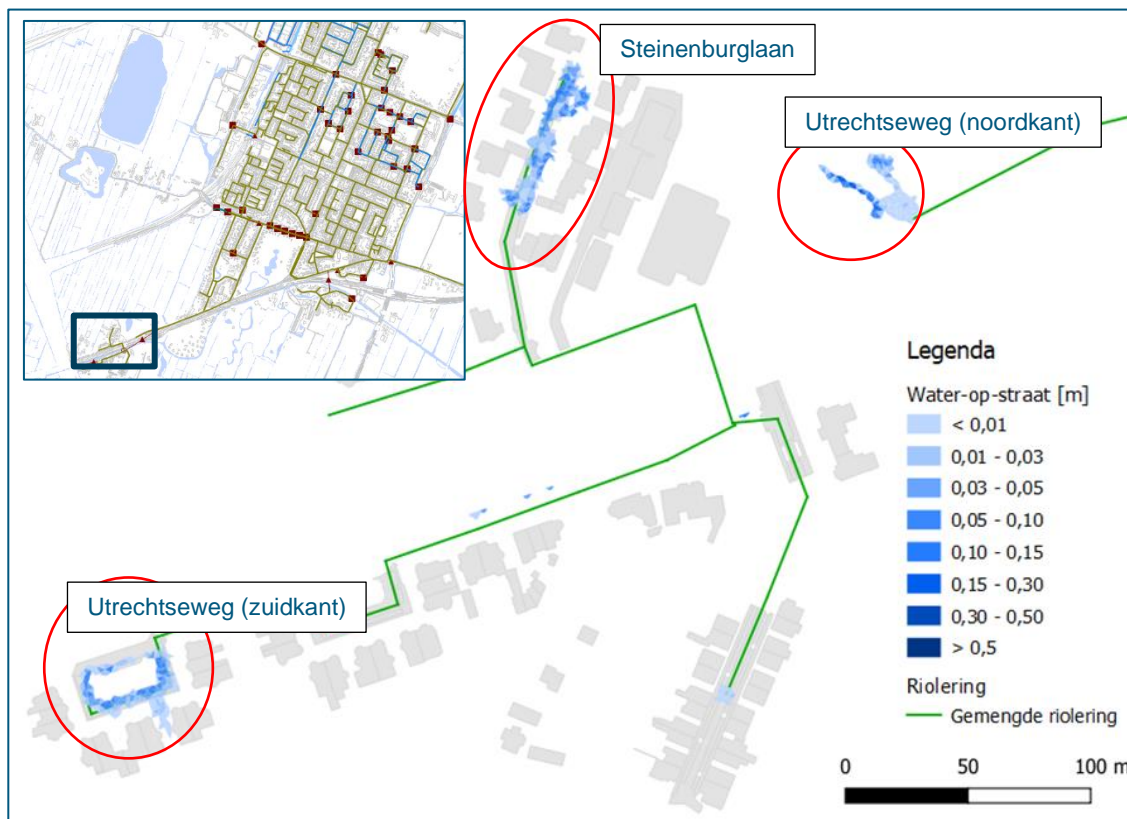 Steinenburglaan
Utrechtseweg (noordkant)
Utrechtseweg (zuidkant)
Legenda
Water-op-straat [m]
< 0,01
0,01 - 0,03
0,03 - 0,05
0,05 - 0,10
0,10 - 0,15
0,15 - 0,30
0,30 - 0,50
> 0,5
Riolering
Gemengde riolering
0 50 100 m